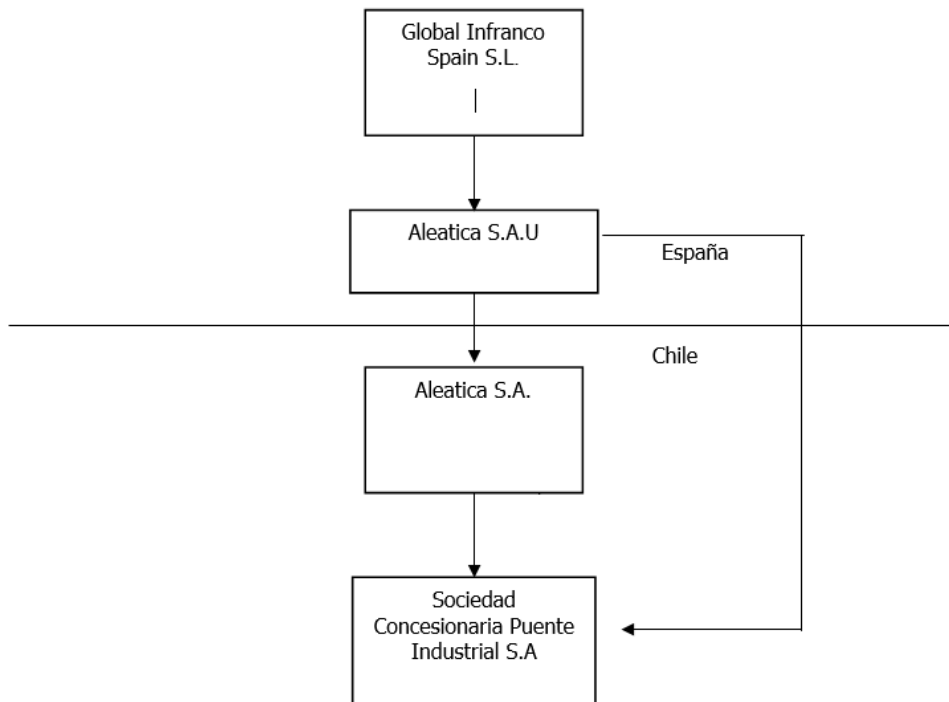 Global Infranco
Spain S.L.
Aleatica S.A.U
España
Chile
Aleatica S.A.
Sociedad
Concesionaria Puente
Industrial S.A